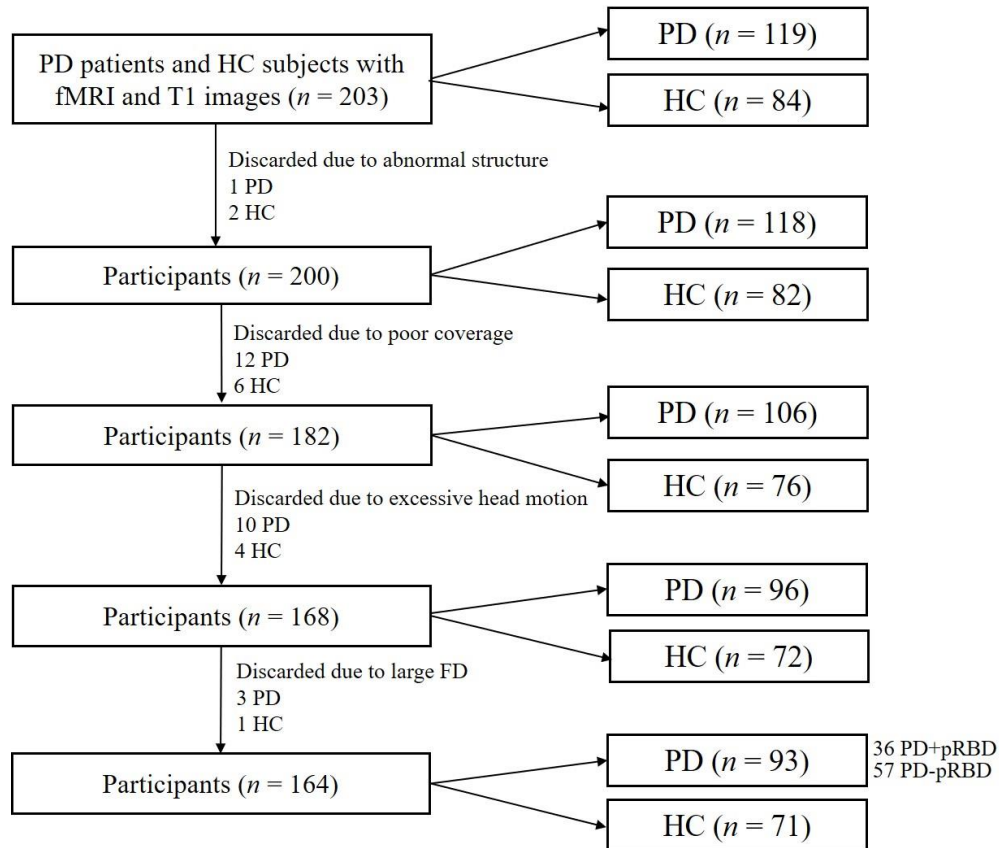 PD patients and HC subjects with
fMRI and T1 images (n = 203)
PD (n = 119)
HC (n = 84)
Discarded due to abnormal structure
1 PD
2 HC
Participants (n = 200)
PD (n = 118)
HC (n = 82)
Discarded due to poor coverage
12 PD
6 HC
Participants (n = 182)
PD (n = 106)
HC (n = 76)
Discarded due to excessive head motion
10 PD
4 HC
Participants (n = 168)
PD (n = 96)
HC (n = 72)
Discarded due to large FD
3 PD
1 HC
Participants (n = 164)
PD (n = 93)
36 PD+pRBD
57 PD-pRBD
HC (n = 71)